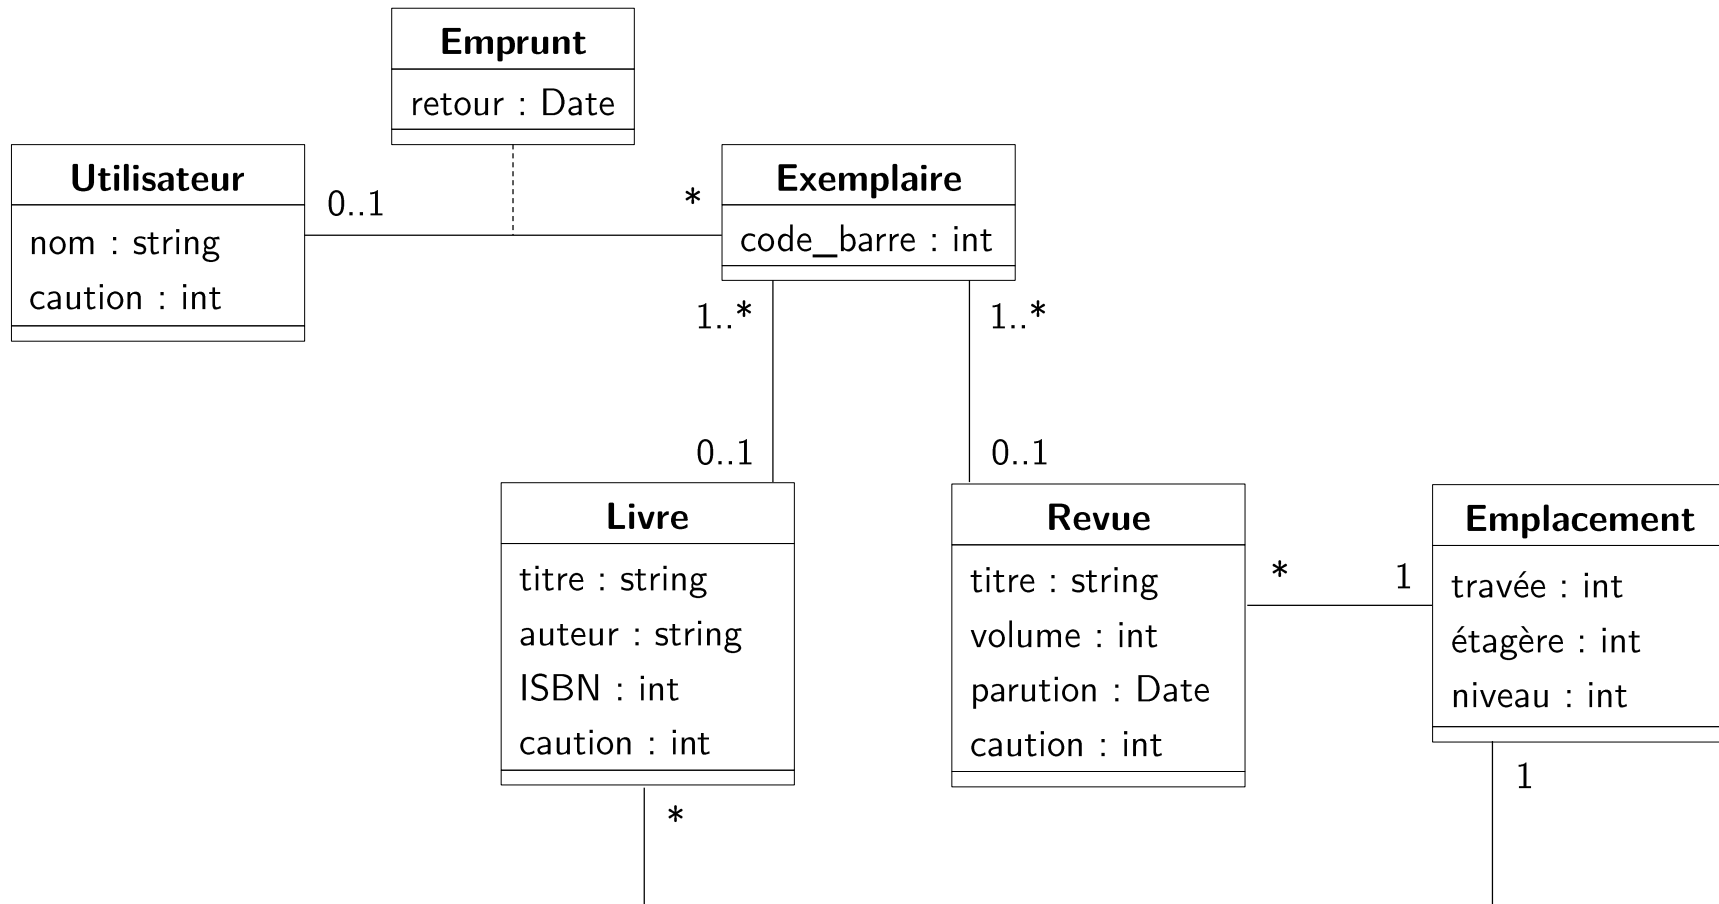 Emprunt
retour : Date
Utilisateur
nom : string
caution : int
0..1
*
Exemplaire
code_barre : int
1..*
1..*
0..1
0..1
Livre
titre : string
auteur : string
ISBN : int
caution : int
*
Revue
titre : string
volume : int
parution : Date
caution : int
*
1
Emplacement
travée : int
étagère : int
niveau : int
1